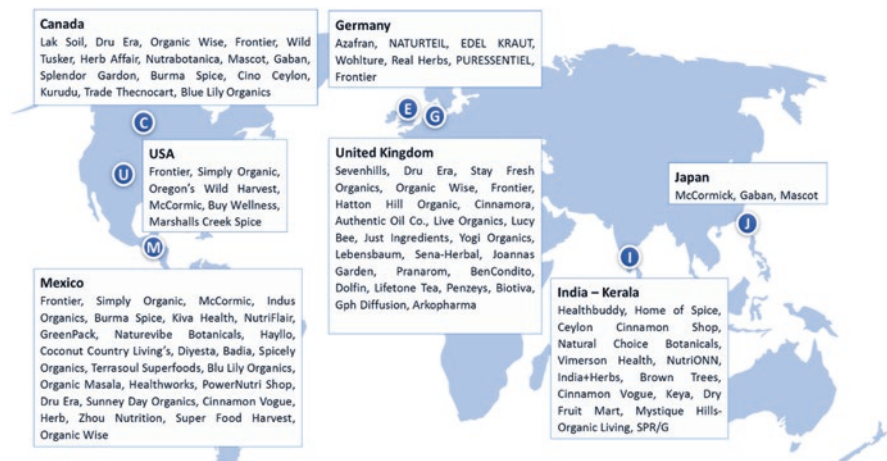 Canada
Lak Soil, Dru Era, Organic Wise, Frontier, Wild
Tusker, Herb Affair, Nutrabotanica, Mascot, Gaban,
Splendor Gardon, Burma Spice, Cino Ceylon,
Kurudu, Trade Thecnocart, Blue Lily Organics
Germany
Azafran, NATURTEIL, EDEL KRAUT,
Wohlture, Real Herbs, PURESSENTIEL,
Frontier
C
E
G
USA
Frontier, Simply Organic,
Oregon's Wild Harvest,
McCormic, Buy Wellness,
Marshalls Creek Spice
U
United Kingdom
Sevenhills, Dru Era, Stay Fresh
Organics, Organic Wise, Frontier,
Hatton Hill Organic, Cinnamora,
Authentic Oil Co., Live Organics, Lucy
Bee, Just Ingredients, Yogi Organics,
Lebensbaum, Sena-Herbal, Joannas
Garden, Pranarom, BenCondito,
Dolfin, Lifetone Tea, Penzeys, Biotiva,
Gph Diffusion, Arkopharma
Japan
McCormick, Gaban, Mascot
J
M
I
Mexico
Frontier, Simply Organic, McCormic, Indus
Organics, Burma Spice, Kiva Health, NutriFlair,
GreenPack, Naturevibe Botanicals, Hayllo,
Coconut Country Living's, Diyesta, Badia, Spicely
Organics, Terrasoul Superfoods, Blu Lily Organics,
Organic Masala, Healthworks, PowerNutri Shop,
Dru Era, Sunney Day Organics, Cinnamon Vogue,
Herb, Zhou Nutrition, Super Food Harvest,
Organic Wise
India – Kerala
Healthbuddy, Home of Spice,
Ceylon Cinnamon Shop,
Natural Choice Botanicals,
Vimerson Health, NutriONN,
India+Herbs, Brown Trees,
Cinnamon Vogue, Keya, Dry
Fruit Mart, Mystique Hills-
Organic Living, SPR/G